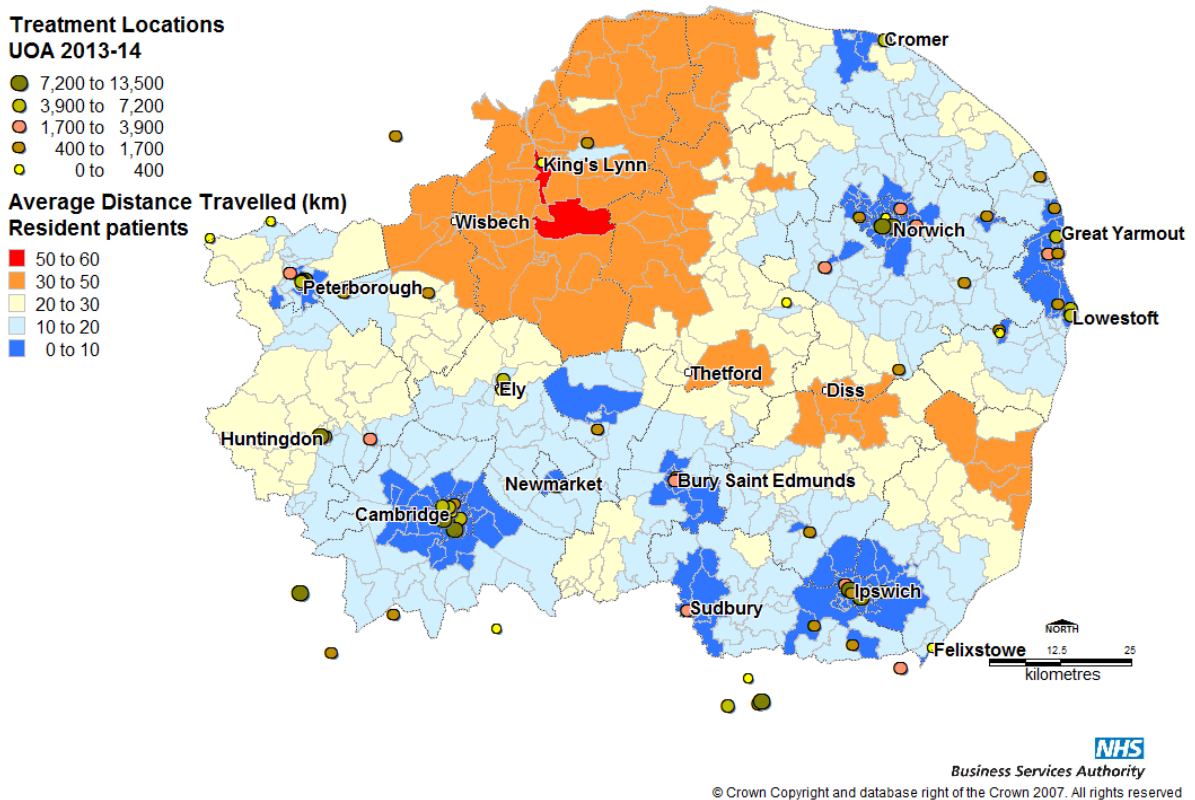 Treatment Locations
UOA 2013-14
7,200 to 13,500
3,900 to 7,200
1,700 to 3,900
400 to 1,700
0 to 400
Average Distance Travelled (km)
Resident patients
50 to 60
30 to 50
20 to 30
10 to 20
0 to 10
Cromer
King's Lynn
Wisbech
Norwich
Great Yarmout
Peterborough
Lowestoft
Thetford
Ely
Diss
Huntingdon
Newmarket
Bury Saint Edmunds
Cambridge
Ipswich
Sudbury
NORTH
Felixstowe
0 12.5 25
kilometres
NHS
Business Services Authority
© Crown Copyright and database right of the Crown 2007. All rights reserved